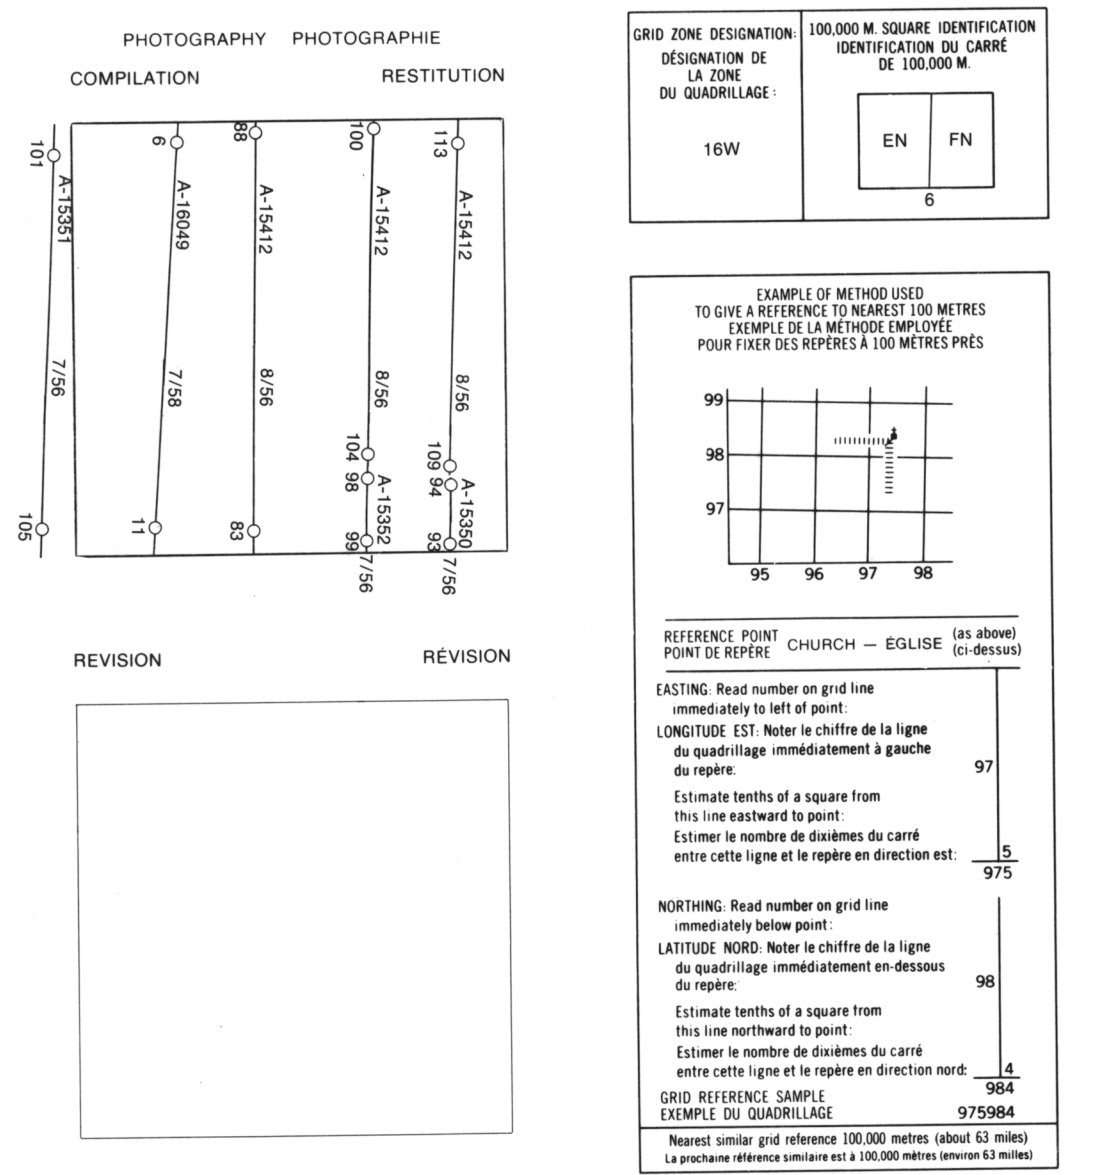 PHOTOGRAPHY PHOTOGRAPHIE
COMPILATION RESTITUTION
101
A-15351
7/56
105
6
A-16049
7/58
11
88
A-15412
8/56
83
100
A-15412
8/56
104
98
A-15352
99
7/56
113
A-15412
8/56
109
94
A-15350
93
7/56
REVISION RÉVISION
GRID ZONE DESIGNATION:
DÉSIGNATION DE
LA ZONE
DU QUADRILLAGE:
16W
100,000 M. SQUARE IDENTIFICATION
IDENTIFICATION DU CARRÉ
DE 100,000 M.
EN FN
6
EXAMPLE OF METHOD USED
TO GIVE A REFERENCE TO NEAREST 100 METRES
EXEMPLE DE LA MÉTHODE EMPLOYÉE
POUR FIXER DES REPÈRES À 100 MÈTRES PRÈS
99
98
97
95 96 97 98
REFERENCE POINT
POINT DE REPÈRE
CHURCH — ÉGLISE
(as above)
(ci-dessus)
EASTING: Read number on grid line
immediately to left of point:
LONGITUDE EST: Noter le chiffre de la ligne
du quadrillage immédiatement à gauche
du repère: 97
Estimate tenths of a square from
this line eastward to point:
Estimer le nombre de dixièmes du carré
entre cette ligne et le repère en direction est: 5
975
NORTHING: Read number on grid line
immediately below point:
LATITUDE NORD: Noter le chiffre de la ligne
du quadrillage immédiatement en-dessous
du repère: 98
Estimate tenths of a square from
this line northward to point:
Estimer le nombre de dixièmes du carré
entre cette ligne et le repère en direction nord: 4
984
GRID REFERENCE SAMPLE
EXEMPLE DU QUADRILLAGE 975984
Nearest similar grid reference 100,000 metres (about 63 miles)
La prochaine référence similaire est à 100,000 mètres (environ 63 milles)